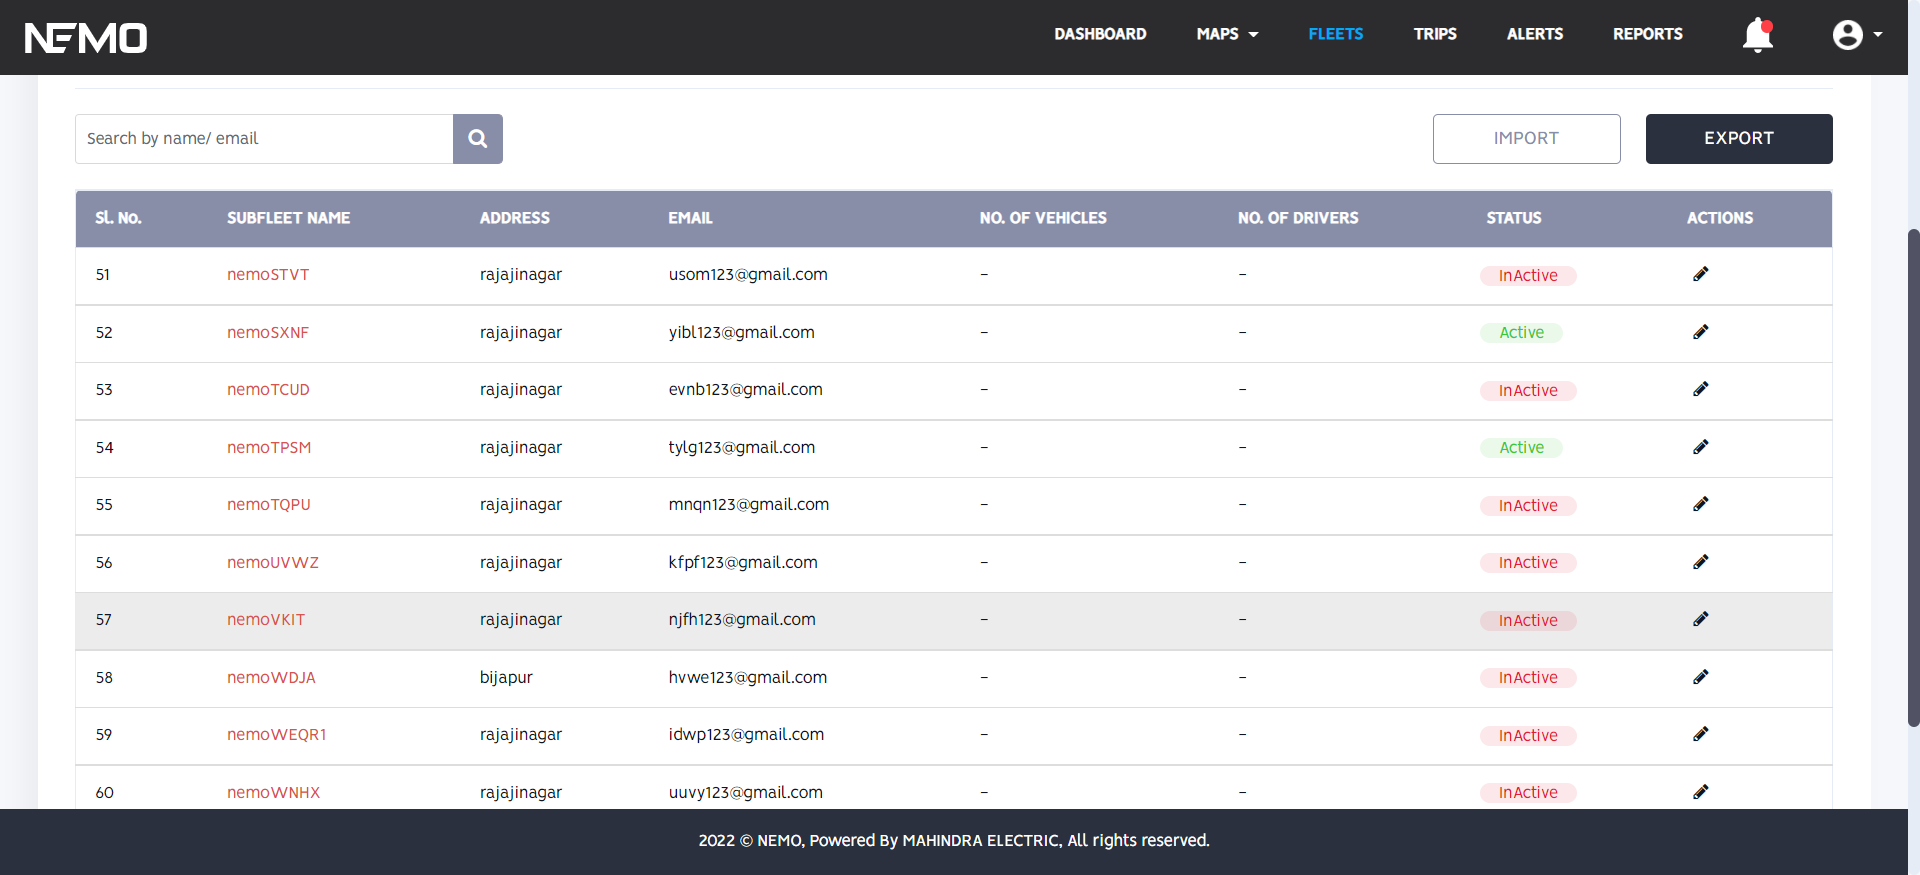 NEMO
DASHBOARD MAPS FLEETS TRIPS ALERTS REPORTS
Search by name/ email IMPORT EXPORT
Sl. No. SUBFLEET NAME ADDRESS EMAIL NO. OF VEHICLES NO. OF DRIVERS STATUS ACTIONS
51 nemoSTVT rajajinagar usom123@gmail.com – – InActive
52 nemoSXNF rajajinagar yibl123@gmail.com – – Active
53 nemoTCUD rajajinagar evnb123@gmail.com – – InActive
54 nemoTPSM rajajinagar tylg123@gmail.com – – Active
55 nemoTQPU rajajinagar mnqn123@gmail.com – – InActive
56 nemoUVWZ rajajinagar kfpf123@gmail.com – – InActive
57 nemoVKIT rajajinagar njfh123@gmail.com – – InActive
58 nemoWDJA bijapur hvwe123@gmail.com – – InActive
59 nemoWEQR1 rajajinagar idwp123@gmail.com – – InActive
60 nemoWNHX rajajinagar uuvy123@gmail.com – – InActive
2022 © NEMO, Powered By MAHINDRA ELECTRIC, All rights reserved.